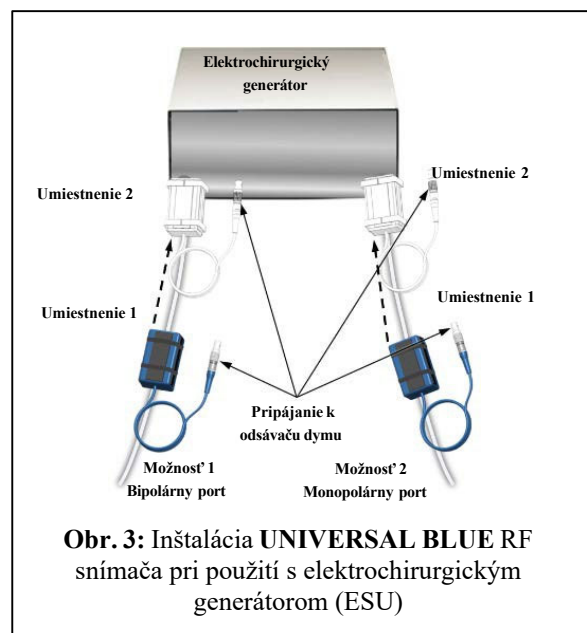 Elektrochirurgický
generátor
Umiestnenie 2
Umiestnenie 2
Umiestnenie 1
Umiestnenie 1
Pripájanie k
odsávaču dymu
Možnosť 1
Bipolárny port
Možnosť 2
Monopolárny port
Obr. 3: Inštalácia UNIVERSAL BLUE RF
snímača pri použití s elektrochirurgickým
generátorom (ESU)